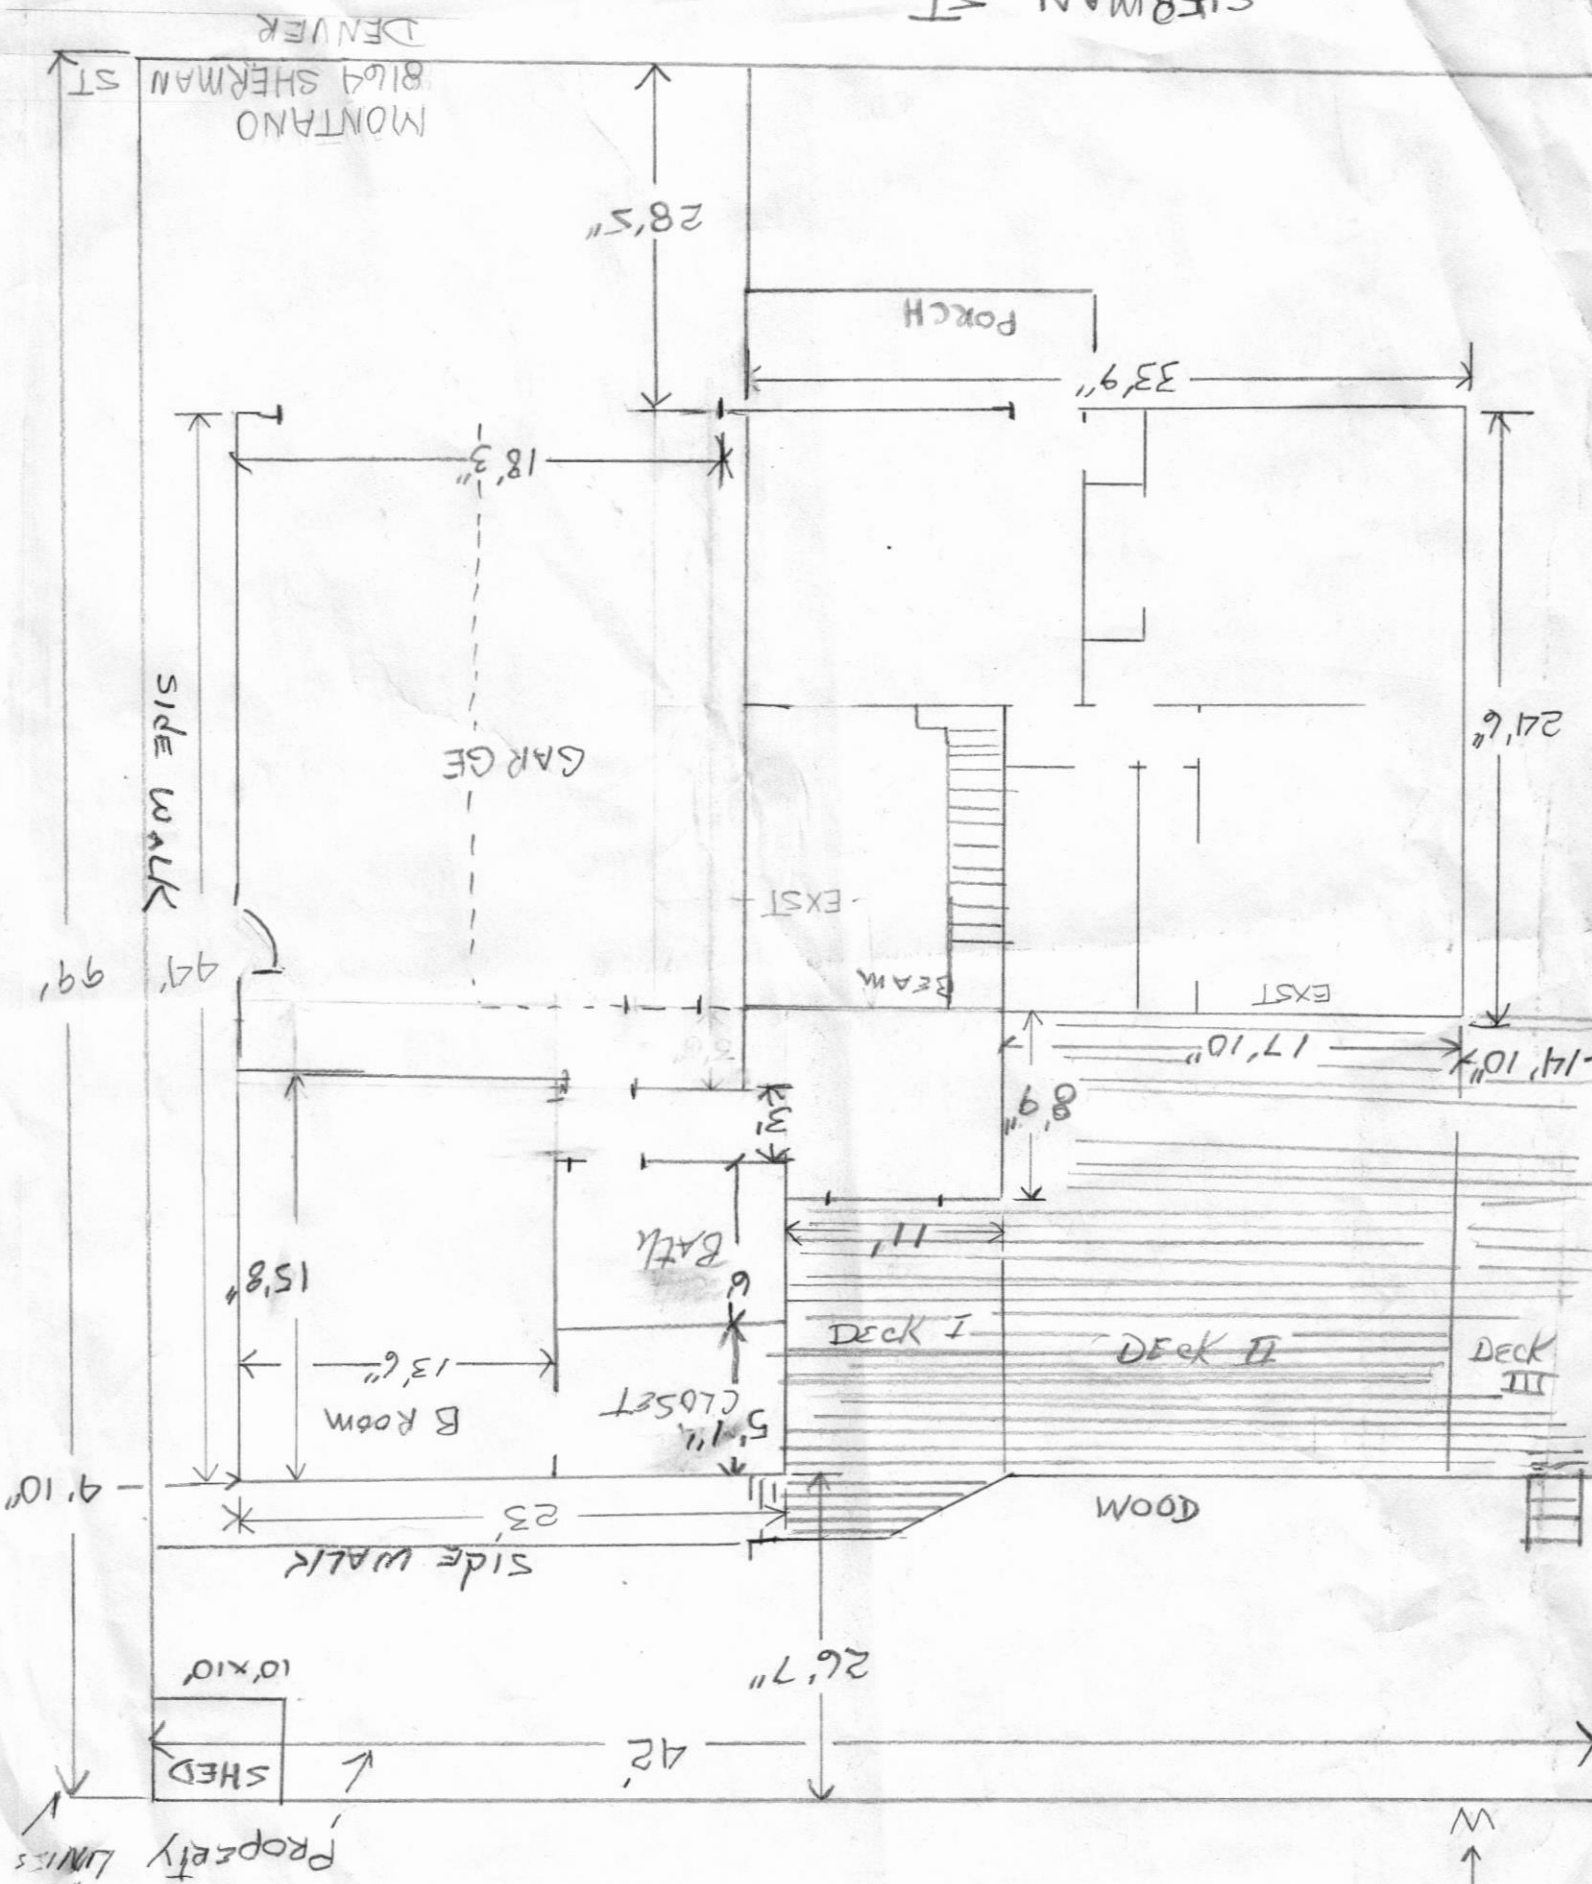 W
PROPERTY LINES
SHED
42'
10'x10'
26'7"
SIDE WALK
WOOD
23'
4'10"
DECK III
DECK II
DECK I
CLOSET
5'1"
B ROOM
13'6"
6'
BATH
15'8"
11'
8'9"
3'
14'10"
17'10"
EXST
BEAM
44'
99'
EXST
SIDE WALK
GARGE
24'6"
18'3"
33'9"
PORCH
28'5"
MONTANO
8164 SHERMAN ST
DENVER
SHERMAN ST